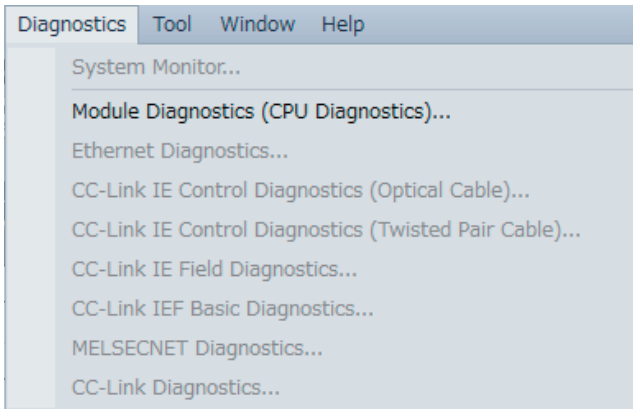 Diagnostics Tool Window Help
System Monitor...
Module Diagnostics (CPU Diagnostics)...
Ethernet Diagnostics...
CC-Link IE Control Diagnostics (Optical Cable)...
CC-Link IE Control Diagnostics (Twisted Pair Cable)...
CC-Link IE Field Diagnostics...
CC-Link IEF Basic Diagnostics...
MELSECNET Diagnostics...
CC-Link Diagnostics...